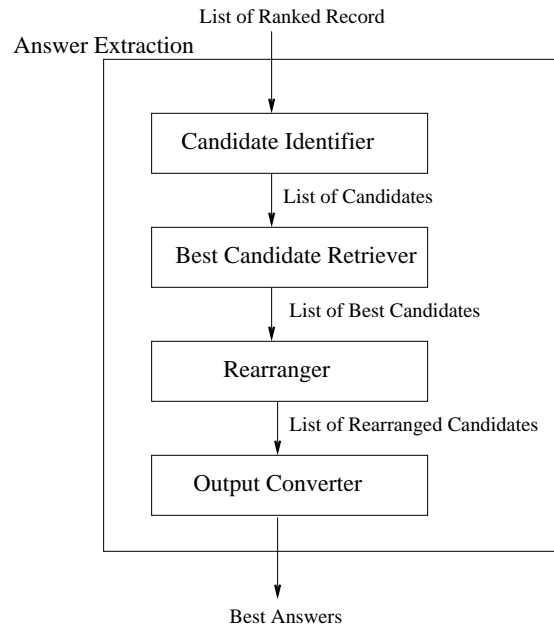 List of Ranked Record
Answer Extraction
Candidate Identifier
List of Candidates
Best Candidate Retriever
List of Best Candidates
Rearranger
List of Rearranged Candidates
Output Converter
Best Answers